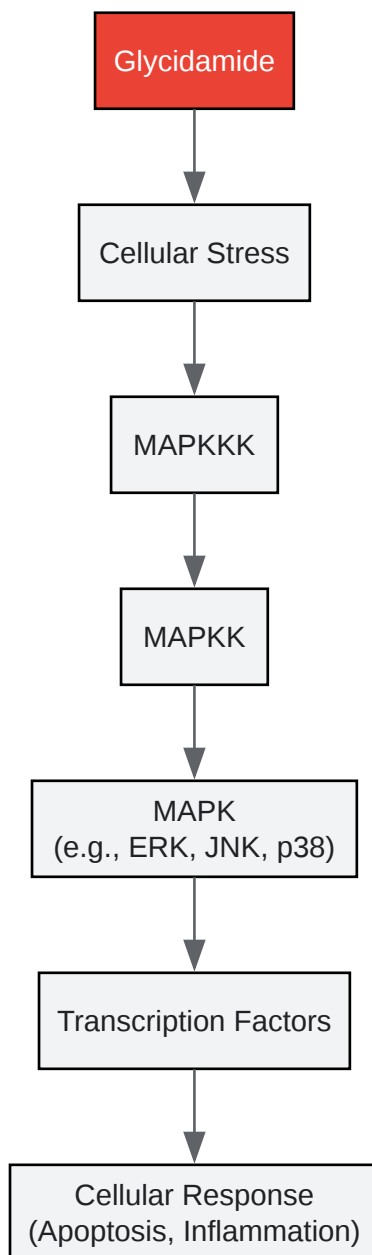 Glycidamide
Cellular Stress
MAPKKK
MAPKK
MAPK
(e.g., ERK, JNK, p38)
Transcription Factors
Cellular Response
(Apoptosis, Inflammation)